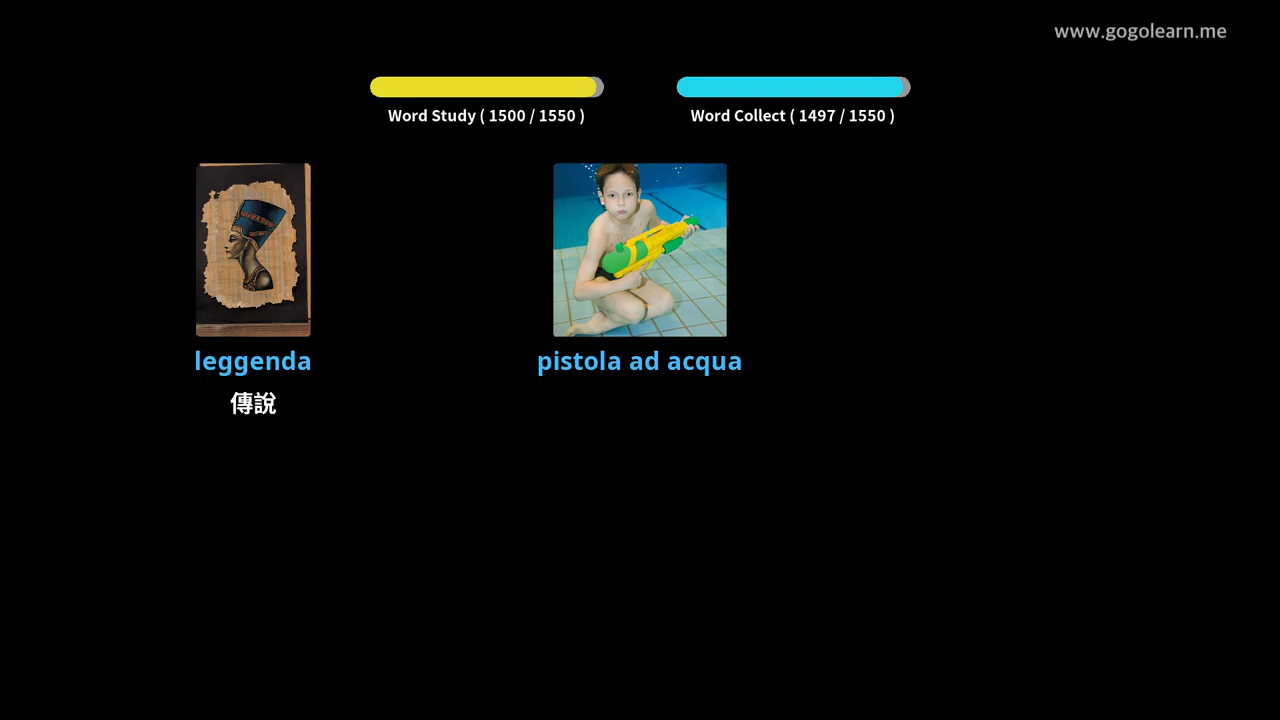 www.gogolearn.me
Word Study ( 1500 / 1550 )
Word Collect ( 1497 / 1550 )
leggenda
傳說
pistola ad acqua